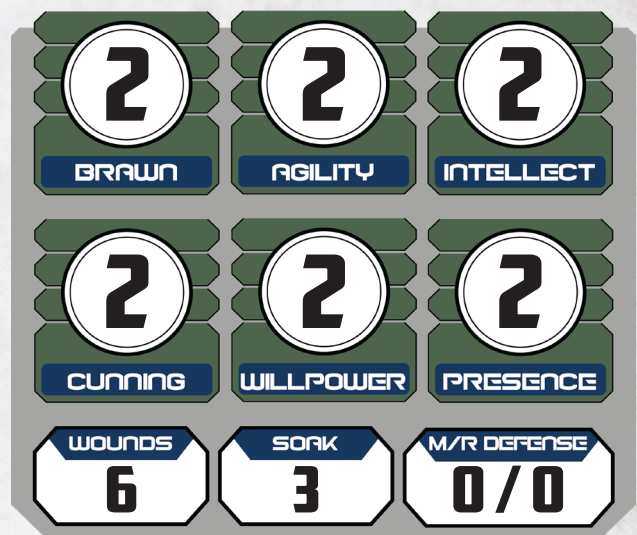 2 2 2
BRAWN AGILITY INTELLECT
2 2 2
CUNNING WILLPOWER PRESENCE
WOUNDS SOAK M/R DEFENSE
6 3 0/0